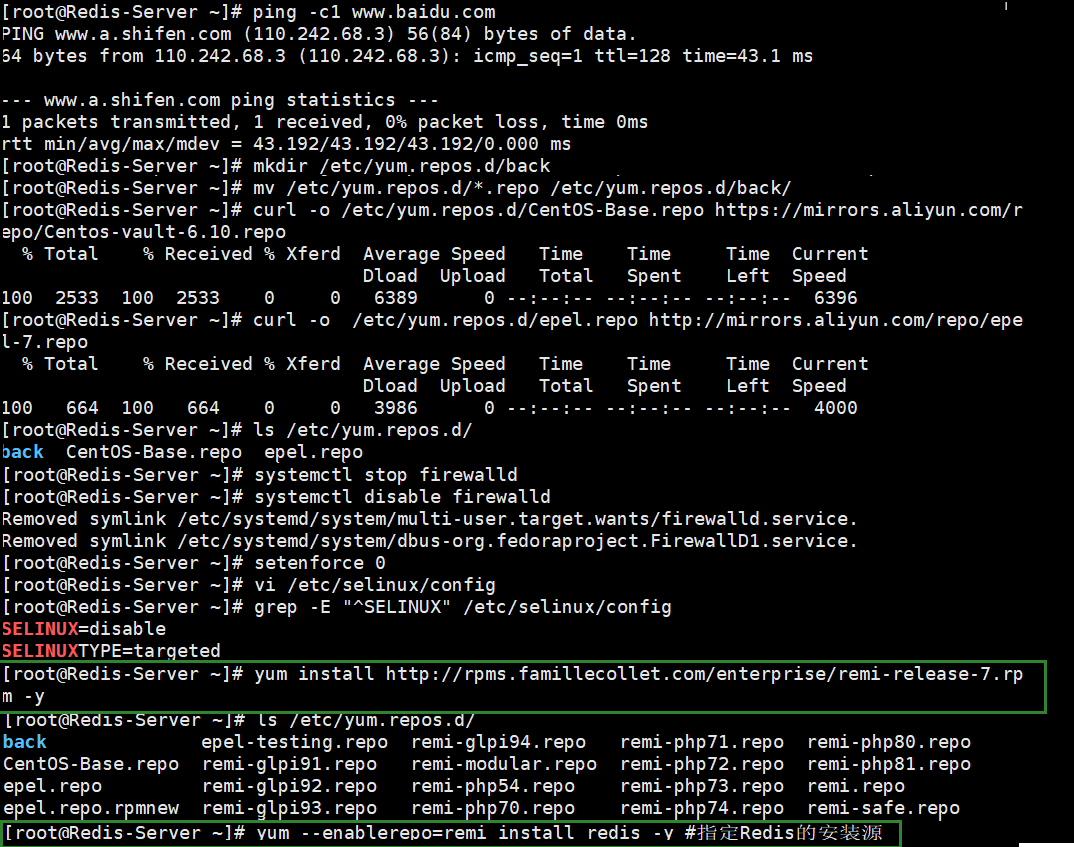 [root@Redis-Server ~]# ping -c1 www.baidu.com
PING www.a.shifen.com (110.242.68.3) 56(84) bytes of data.
64 bytes from 110.242.68.3 (110.242.68.3): icmp_seq=1 ttl=128 time=43.1 ms
--- www.a.shifen.com ping statistics ---
1 packets transmitted, 1 received, 0% packet loss, time 0ms
rtt min/avg/max/mdev = 43.192/43.192/43.192/0.000 ms
[root@Redis-Server ~]# mkdir /etc/yum.repos.d/back
[root@Redis-Server ~]# mv /etc/yum.repos.d/*.repo /etc/yum.repos.d/back/
[root@Redis-Server ~]# curl -o /etc/yum.repos.d/CentOS-Base.repo https://mirrors.aliyun.com/r
epo/Centos-vault-6.10.repo
  % Total    % Received % Xferd  Average Speed   Time    Time     Time  Current
                                 Dload  Upload   Total   Spent    Left  Speed
100  2533  100  2533    0     0   6389      0 --:--:-- --:--:-- --:--:--  6396
[root@Redis-Server ~]# curl -o  /etc/yum.repos.d/epel.repo http://mirrors.aliyun.com/repo/epe
l-7.repo
  % Total    % Received % Xferd  Average Speed   Time    Time     Time  Current
                                 Dload  Upload   Total   Spent    Left  Speed
100   664  100   664    0     0   3986      0 --:--:-- --:--:-- --:--:--  4000
[root@Redis-Server ~]# ls /etc/yum.repos.d/
back  CentOS-Base.repo  epel.repo
[root@Redis-Server ~]# systemctl stop firewalld
[root@Redis-Server ~]# systemctl disable firewalld
Removed symlink /etc/systemd/system/multi-user.target.wants/firewalld.service.
Removed symlink /etc/systemd/system/dbus-org.fedoraproject.FirewallD1.service.
[root@Redis-Server ~]# setenforce 0
[root@Redis-Server ~]# vi /etc/selinux/config
[root@Redis-Server ~]# grep -E "^SELINUX" /etc/selinux/config
SELINUX=disable
SELINUXTYPE=targeted
[root@Redis-Server ~]# yum install http://rpms.famillecollet.com/enterprise/remi-release-7.rp
m -y
[root@Redis-Server ~]# ls /etc/yum.repos.d/
back              epel-testing.repo  remi-glpi94.repo   remi-php71.repo  remi-php80.repo
CentOS-Base.repo  remi-glpi91.repo   remi-modular.repo  remi-php72.repo  remi-php81.repo
epel.repo         remi-glpi92.repo   remi-php54.repo    remi-php73.repo  remi.repo
epel.repo.rpmnew  remi-glpi93.repo   remi-php70.repo    remi-php74.repo  remi-safe.repo
[root@Redis-Server ~]# yum --enablerepo=remi install redis -y #指定Redis的安装源